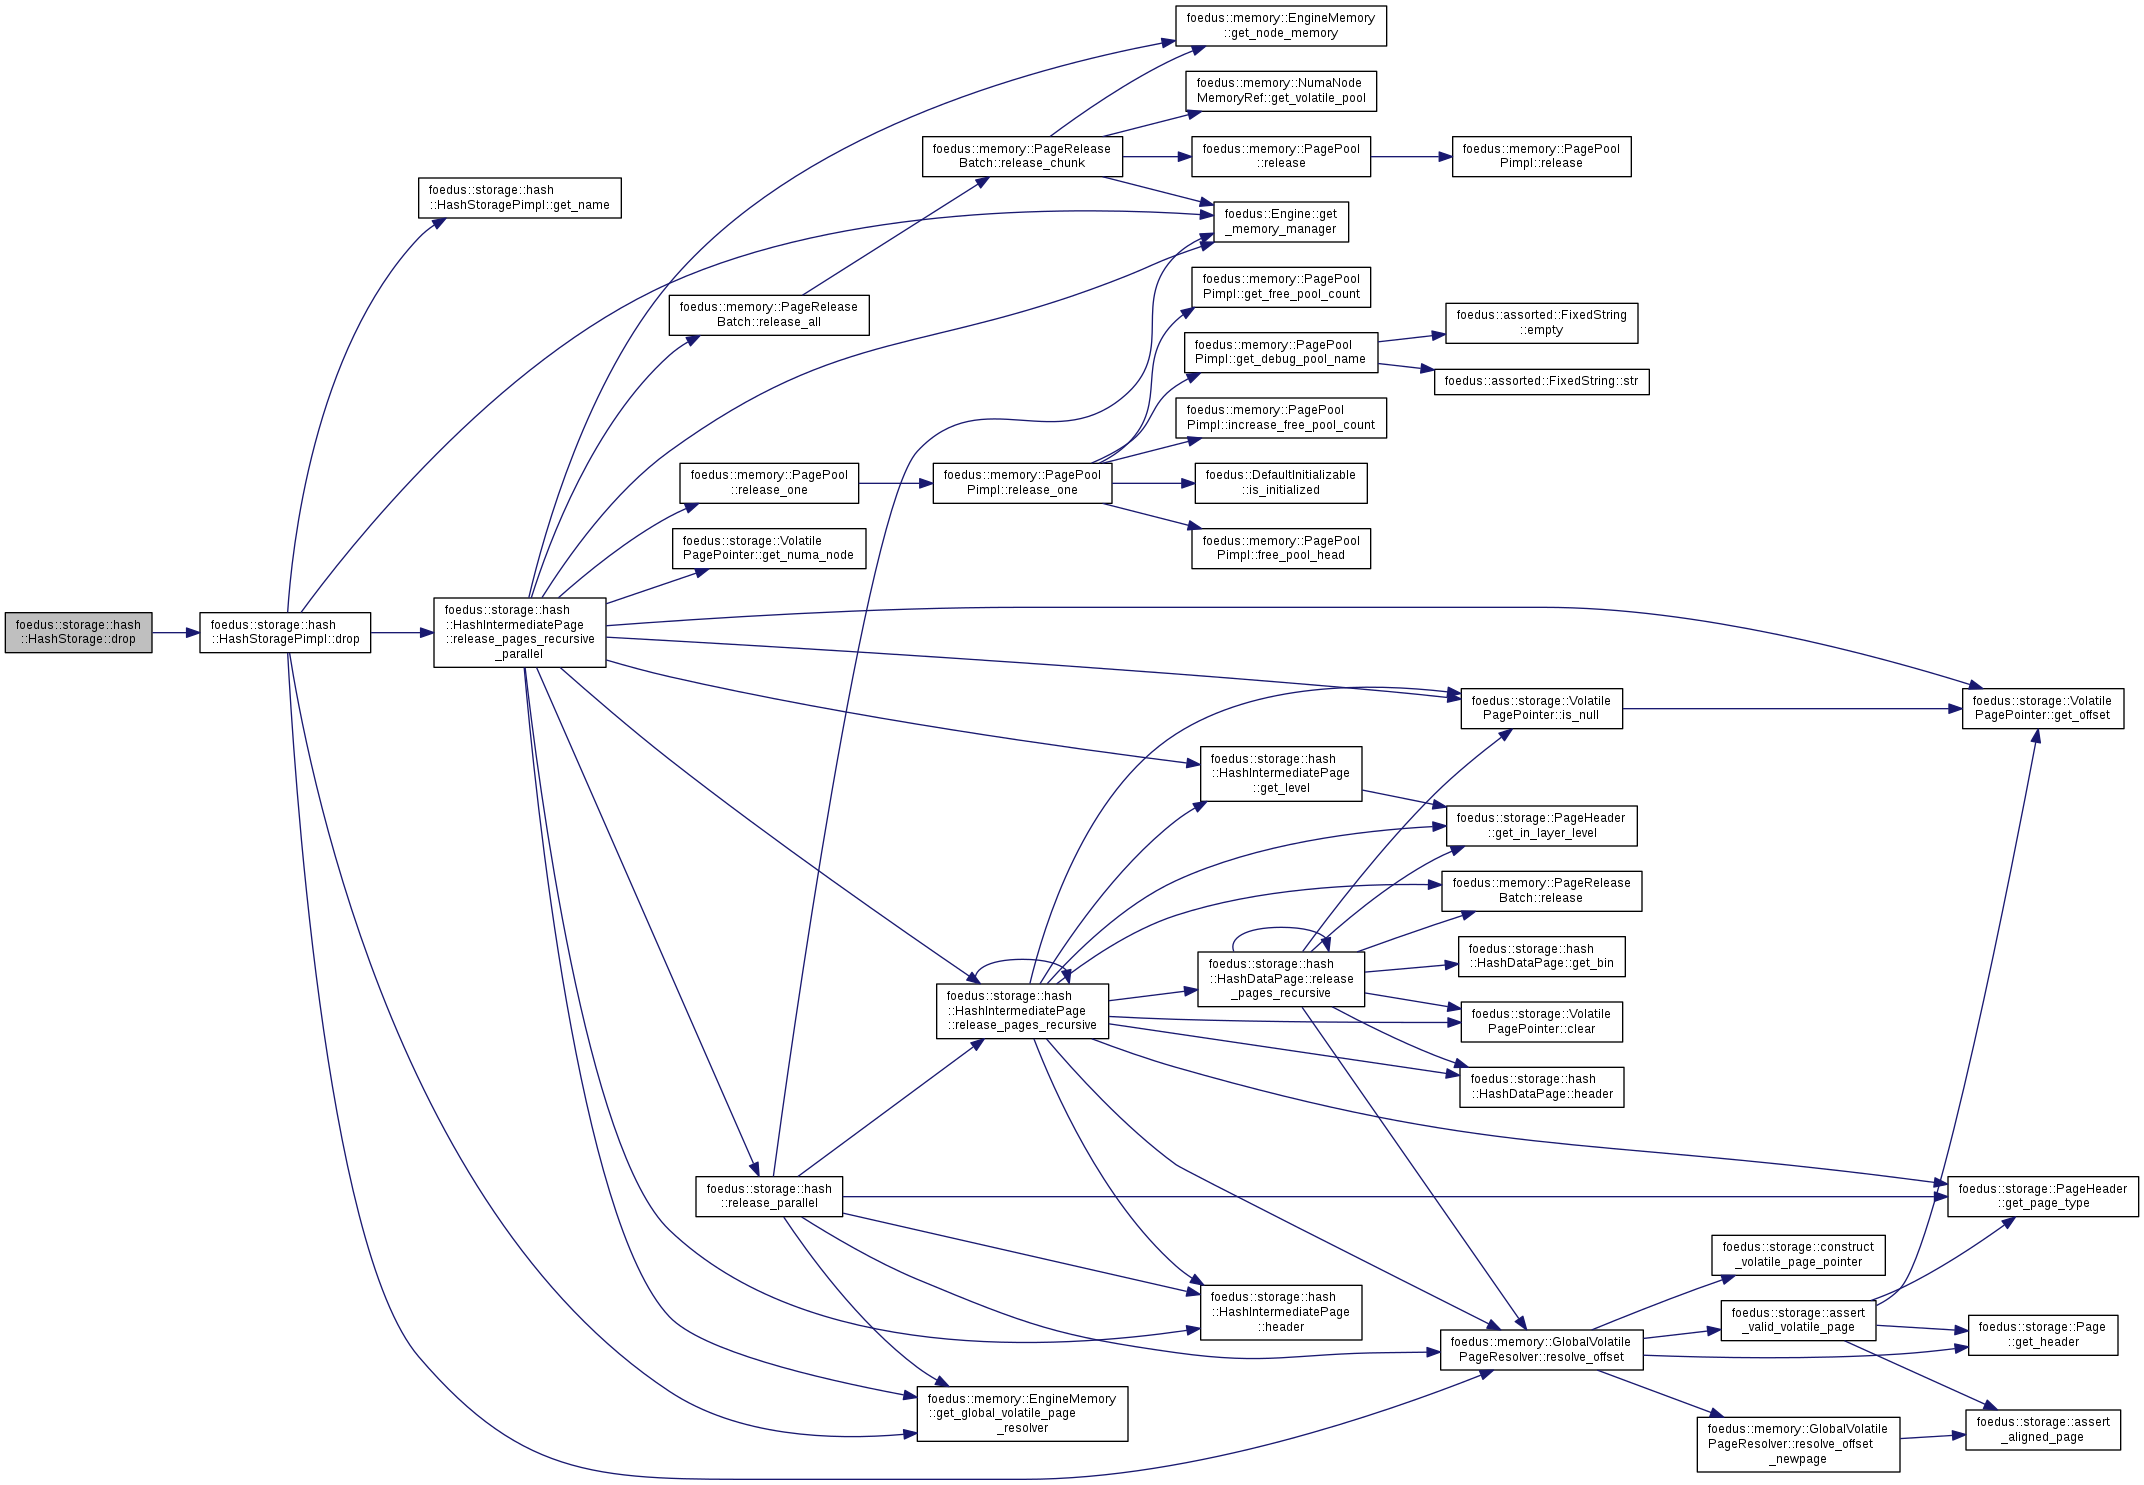 foedus::memory::EngineMemory
::get_node_memory
foedus::memory::NumaNode
MemoryRef::get_volatile_pool
foedus::memory::PageRelease
Batch::release_chunk
foedus::memory::PagePool
::release
foedus::memory::PagePool
Pimpl::release
foedus::storage::hash
::HashStoragePimpl::get_name
foedus::Engine::get
_memory_manager
foedus::memory::PagePool
Pimpl::get_free_pool_count
foedus::memory::PageRelease
Batch::release_all
foedus::assorted::FixedString
::empty
foedus::memory::PagePool
Pimpl::get_debug_pool_name
foedus::assorted::FixedString::str
foedus::memory::PagePool
Pimpl::increase_free_pool_count
foedus::memory::PagePool
::release_one
foedus::memory::PagePool
Pimpl::release_one
foedus::DefaultInitializable
::is_initialized
foedus::storage::Volatile
PagePointer::get_numa_node
foedus::memory::PagePool
Pimpl::free_pool_head
foedus::storage::hash
::HashStorage::drop
foedus::storage::hash
::HashStoragePimpl::drop
foedus::storage::hash
::HashIntermediatePage
::release_pages_recursive
_parallel
foedus::storage::Volatile
PagePointer::is_null
foedus::storage::Volatile
PagePointer::get_offset
foedus::storage::hash
::HashIntermediatePage
::get_level
foedus::storage::PageHeader
::get_in_layer_level
foedus::memory::PageRelease
Batch::release
foedus::storage::hash
::HashDataPage::get_bin
foedus::storage::hash
::HashDataPage::release
_pages_recursive
foedus::storage::hash
::HashIntermediatePage
::release_pages_recursive
foedus::storage::Volatile
PagePointer::clear
foedus::storage::hash
::HashDataPage::header
foedus::storage::hash
::release_parallel
foedus::storage::PageHeader
::get_page_type
foedus::storage::construct
_volatile_page_pointer
foedus::storage::hash
::HashIntermediatePage
::header
foedus::storage::assert
_valid_volatile_page
foedus::storage::Page
::get_header
foedus::memory::GlobalVolatile
PageResolver::resolve_offset
foedus::memory::EngineMemory
::get_global_volatile_page
_resolver
foedus::memory::GlobalVolatile
PageResolver::resolve_offset
_newpage
foedus::storage::assert
_aligned_page